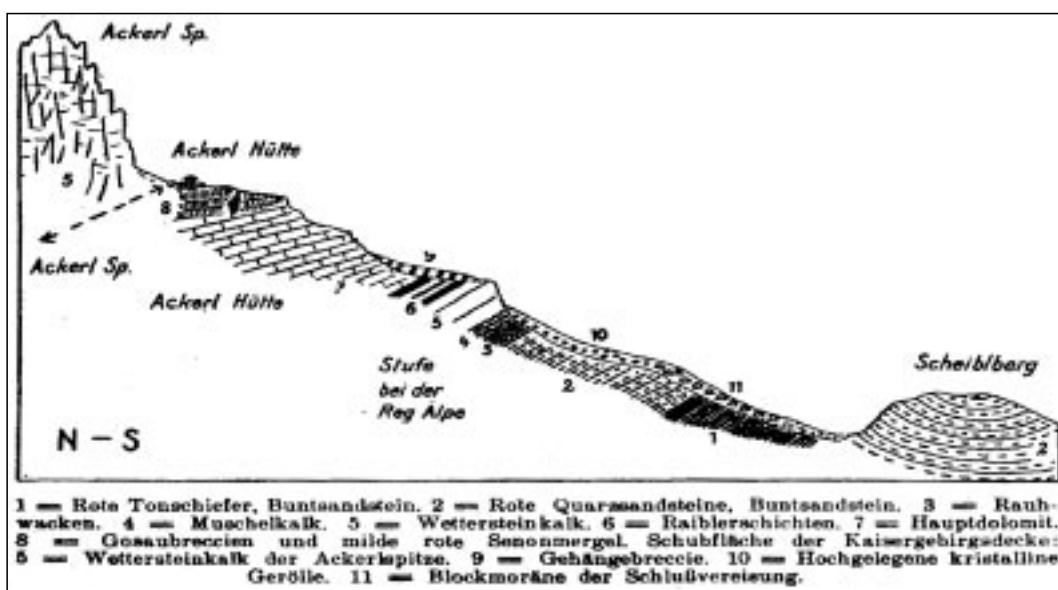 Ackerl Sp.
Ackerl Hütte
5
8
Ackerl Sp.
Ackerl Hütte
7
9
6
5
4
3
10
Stufe
bei der
Reg Alpe
2
11
1
Scheiblberg
2
N – S
1 = Rote Tonschiefer, Buntsandstein. 2 = Rote Quarzsandsteine, Buntsandstein. 3 = Rauh-
wacken. 4 = Muschelkalk. 5 = Wettersteinkalk. 6 = Raiblerschichten. 7 = Hauptdolomit.
8 = Gosaubreccien und milde rote Senonmergel. Schubfläche der Kaisergebirgsdecke:
5 = Wettersteinkalk der Ackerlspitze. 9 = Gehängebreccie. 10 = Hochgelegene kristalline
Gerölle. 11 = Blockmoräne der Schlußvereisung.